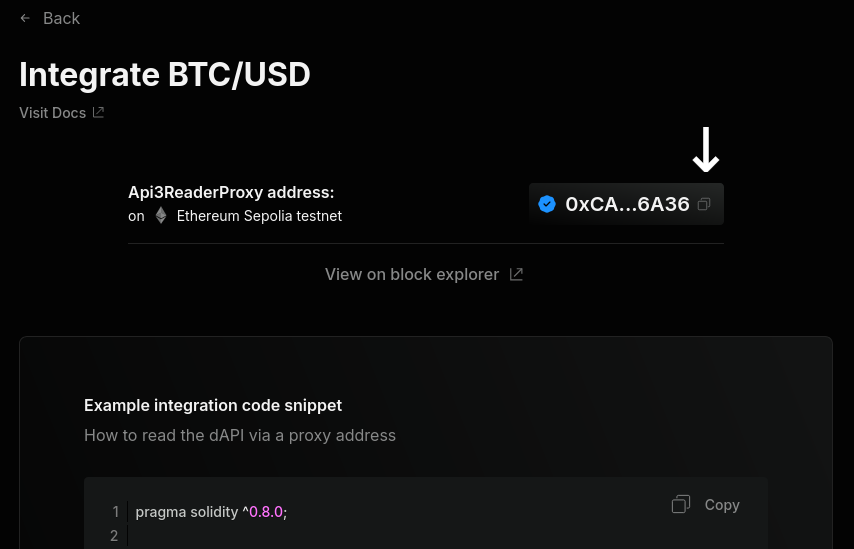 Back
Integrate BTC/USD
Visit Docs
Api3ReaderProxy address:
on Ethereum Sepolia testnet
0xCA...6A36
View on block explorer
Example integration code snippet
How to read the dAPI via a proxy address
Copy
1 pragma solidity ^0.8.0;
2